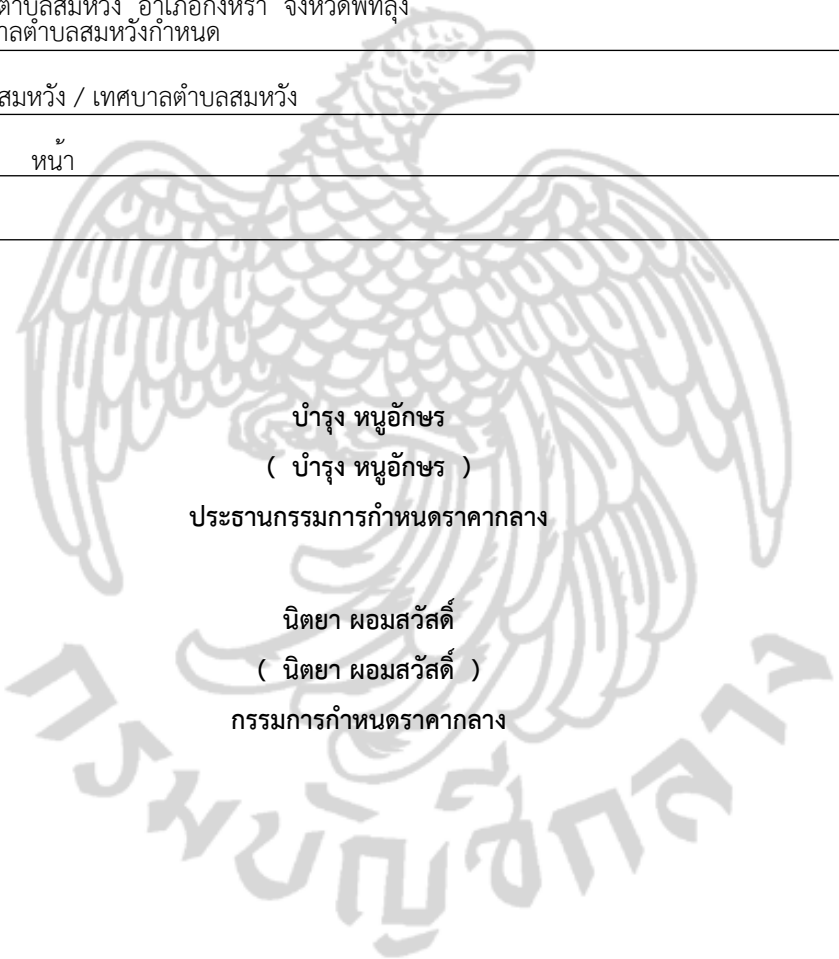 ตำบลสมหวัง อำเภอกงหรา จังหวัดพัทลุง
าลตำบลสมหวังกำหนด
สมหวัง / เทศบาลตำบลสมหวัง
หน้า
บำรุง หนูอักษร
( บำรุง หนูอักษร )
ประธานกรรมการกำหนดราคากลาง
นิตยา ผอมสวัสดิ์
( นิตยา ผอมสวัสดิ์ )
กรรมการกำหนดราคากลาง
กรมบัญชีกลาง